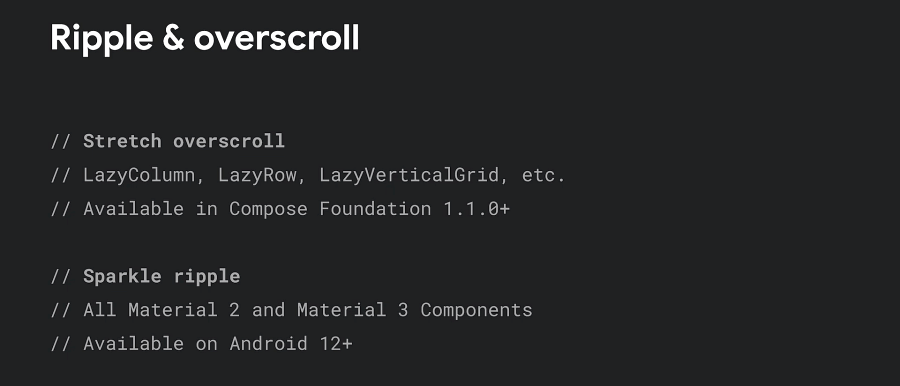 Ripple & overscroll
// Stretch overscroll
// LazyColumn, LazyRow, LazyVerticalGrid, etc.
// Available in Compose Foundation 1.1.0+
// Sparkle ripple
// All Material 2 and Material 3 Components
// Available on Android 12+